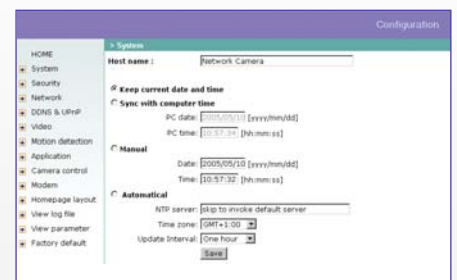 Configuration
HOME
System
Security
Network
DDNS & UPnP
Video
Motion detection
Application
Camera control
Modem
Homepage layout
View log file
View parameter
Factory default
> System
Host name : Network Camera
Keep current date and time
Sync with computer time
PC date: 2005/05/10 [yyyy/mm/dd]
PC time: 10:57:34 [hh:mm:ss]
Manual
Date: 2005/05/10 [yyyy/mm/dd]
Time: 10:57:32 [hh:mm:ss]
Automatical
NTP server: skip to invoke default server
Time zone: GMT+1:00
Update Interval: One hour
Save